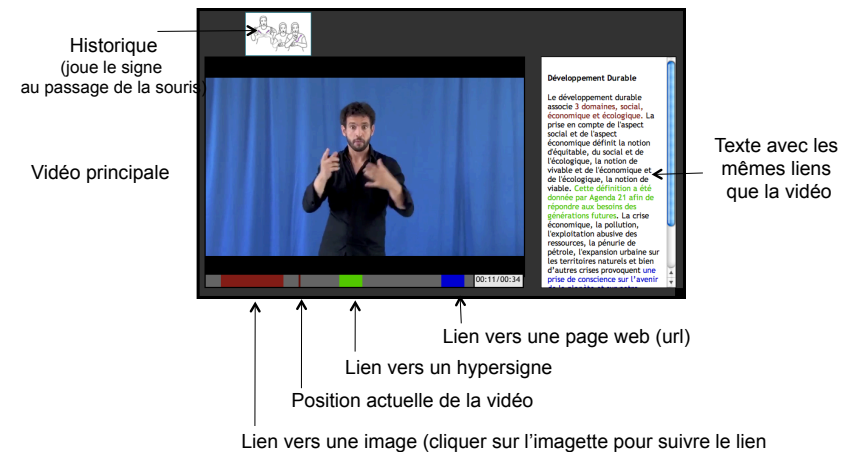 Historique
(joue le signe
au passage de la souris)
Vidéo principale
Développement Durable
Le développement durable
associe 3 domaines, social,
économique et écologique. La
prise en compte de l'aspect
social et de l'aspect
économique définit la notion
d'équitable, du social et de
l'écologique, la notion de
vivable et de l'économique et
de l'écologique, la notion de
viable. Cette définition a été
donnée par Agenda 21 afin de
répondre aux besoins des
générations futures. La crise
économique, la pollution,
l'exploitation abusive des
ressources, la pénurie de
pétrole, l'expansion urbaine sur
les territoires naturels et bien
d'autres crises provoquent une
prise de conscience sur l'avenir
Texte avec les
mêmes liens
que la vidéo
00:11/00:34
Lien vers une page web (url)
Lien vers un hypersigne
Position actuelle de la vidéo
Lien vers une image (cliquer sur l'imagette pour suivre le lien